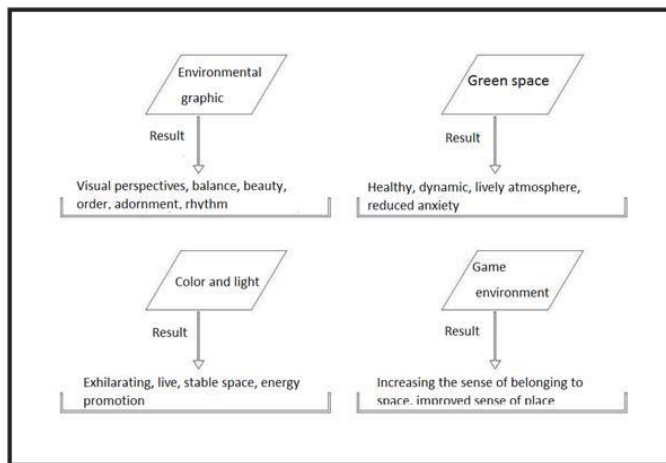 Environmental
graphic
Result
Visual perspectives, balance, beauty,
order, adornment, rhythm
Green space
Result
Healthy, dynamic, lively atmosphere,
reduced anxiety
Color and light
Result
Exhilarating, live, stable space, energy
promotion
Game
environment
Result
Increasing the sense of belonging to
space, improved sense of place